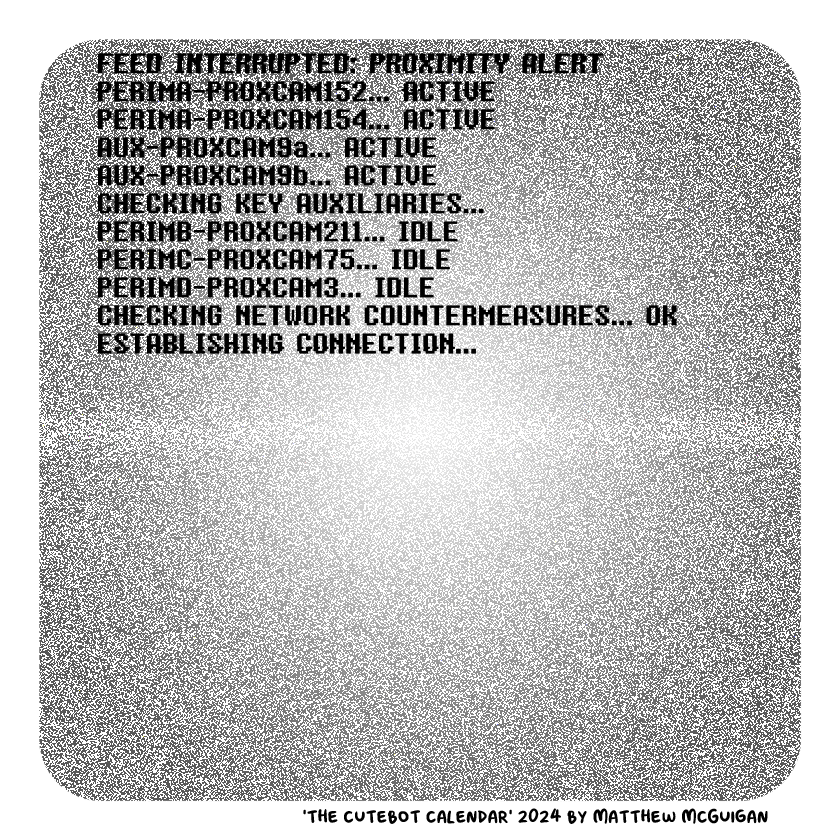 FEED INTERRUPTED: PROXIMITY ALERT
PERIMA-PROXCAM152... ACTIVE
PERIMA-PROXCAM154... ACTIVE
AUX-PROXCAM9a... ACTIVE
AUX-PROXCAM9b... ACTIVE
CHECKING KEY AUXILIARIES...
PERIMB-PROXCAM211... IDLE
PERIMC-PROXCAM75... IDLE
PERIMD-PROXCAM3... IDLE
CHECKING NETWORK COUNTERMEASURES... OK
ESTABLISHING CONNECTION...
'THE CUTEBOT CALENDAR' 2024 BY MATTHEW MCGUIGAN